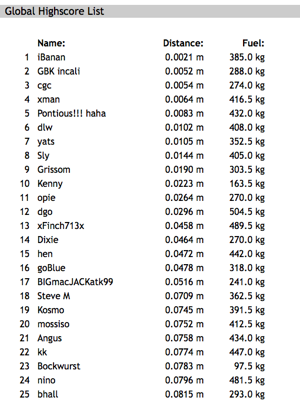 Global Highscore List
Name: Distance: Fuel:
1 iBanan 0.0021 m 385.0 kg
2 GBK incali 0.0052 m 288.0 kg
3 cgc 0.0054 m 274.0 kg
4 xman 0.0064 m 416.5 kg
5 Pontious!!! haha 0.0083 m 432.0 kg
6 dlw 0.0102 m 408.0 kg
7 yats 0.0105 m 352.5 kg
8 Sly 0.0144 m 405.0 kg
9 Grissom 0.0190 m 303.5 kg
10 Kenny 0.0223 m 163.5 kg
11 opie 0.0264 m 270.0 kg
12 dgo 0.0296 m 504.5 kg
13 xFinch713x 0.0458 m 489.5 kg
14 Dixie 0.0464 m 270.0 kg
15 hen 0.0472 m 442.0 kg
16 goBlue 0.0478 m 318.0 kg
17 BIGmacJACKatk99 0.0516 m 241.0 kg
18 Steve M 0.0709 m 362.5 kg
19 Kosmo 0.0745 m 391.5 kg
20 mossiso 0.0752 m 412.5 kg
21 Angus 0.0758 m 434.0 kg
22 kk 0.0774 m 447.0 kg
23 Bockwurst 0.0783 m 97.5 kg
24 nino 0.0796 m 481.5 kg
25 bhall 0.0815 m 293.0 kg